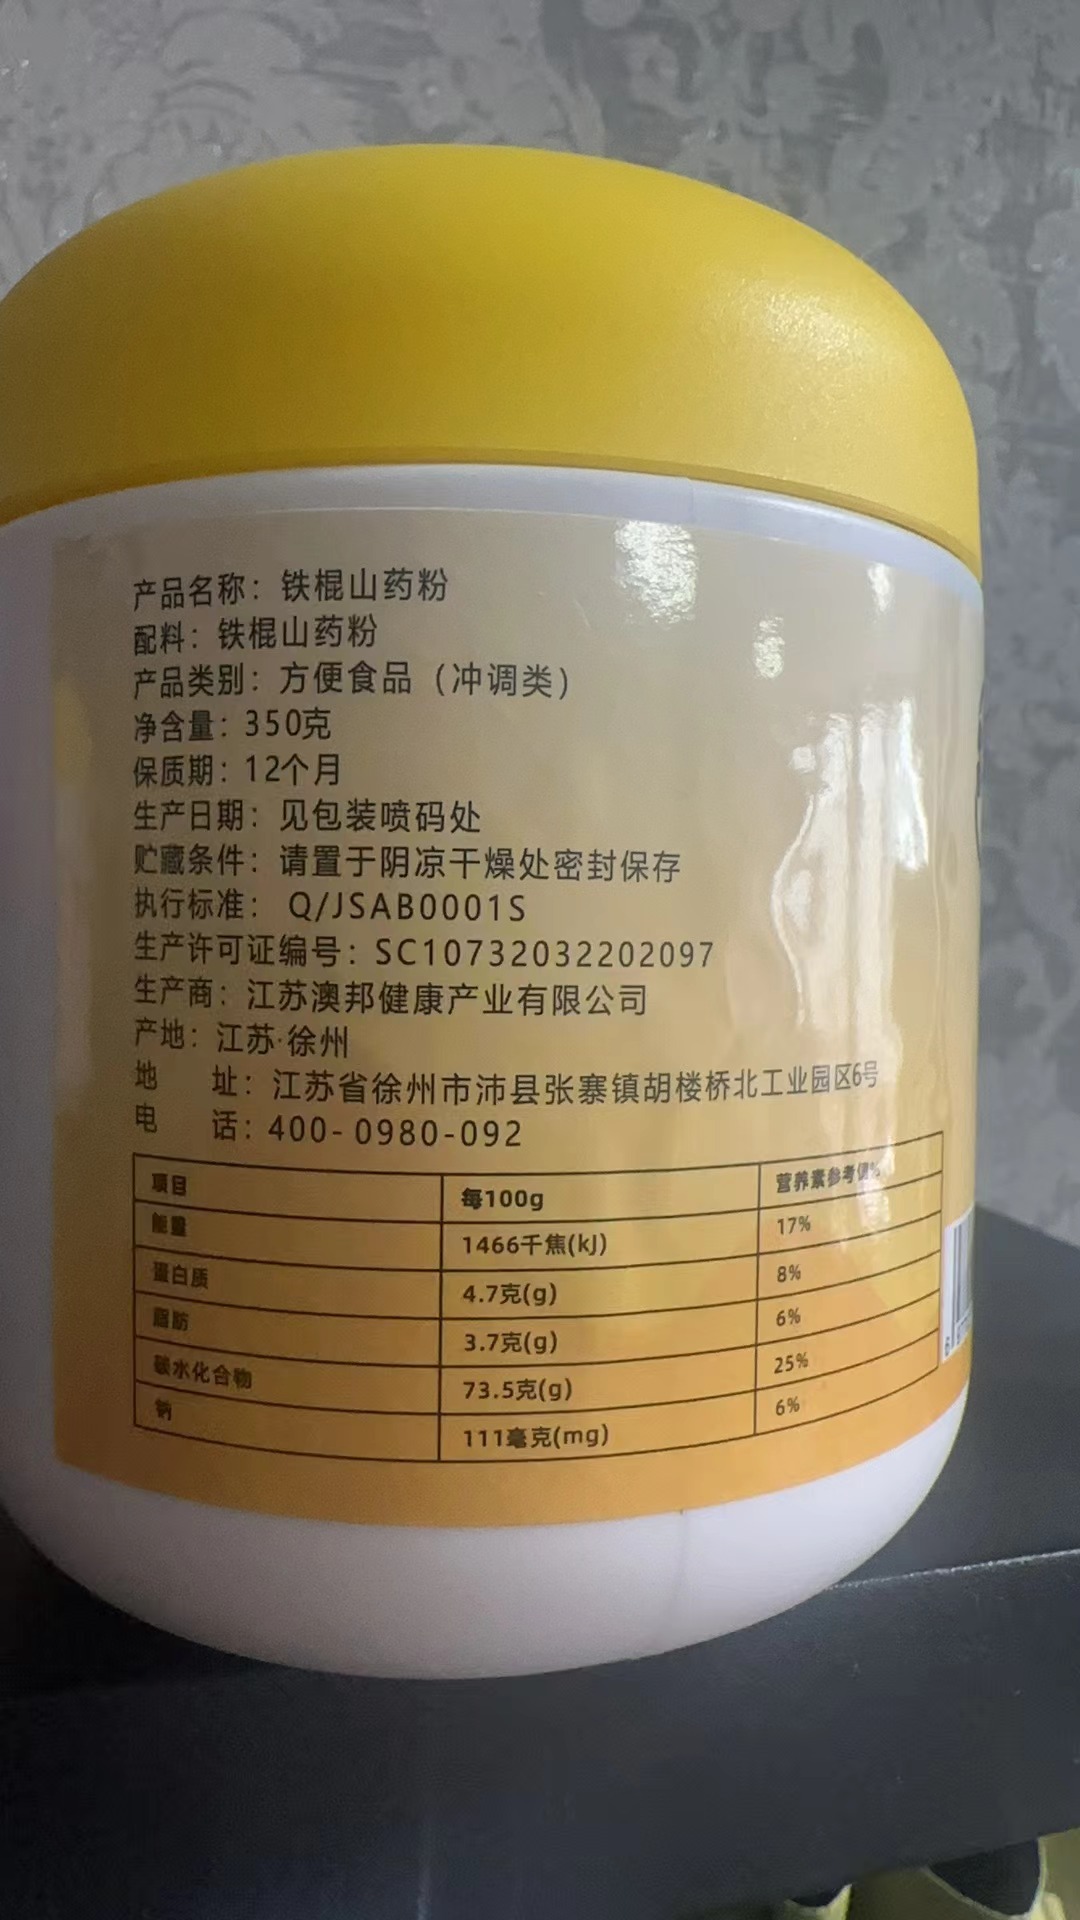 产品名称：铁棍山药粉
配料：铁棍山药粉
产品类别：方便食品（冲调类）
净含量：350克
保质期：12个月
生产日期：见包装喷码处
贮藏条件：请置于阴凉干燥处密封保存
执行标准： Q/JSAB0001S
生产许可证编号：SC10732032202097
生产商：江苏澳邦健康产业有限公司
产地：江苏·徐州
地 址：江苏省徐州市沛县张寨镇胡楼桥北工业园区6号
电 话：400-0980-092
项目 每100g 营养素参考值%
能量 1466千焦(kJ) 17%
蛋白质 4.7克(g) 8%
脂肪 3.7克(g) 6%
碳水化合物 73.5克(g) 25%
钠 111毫克(mg) 6%